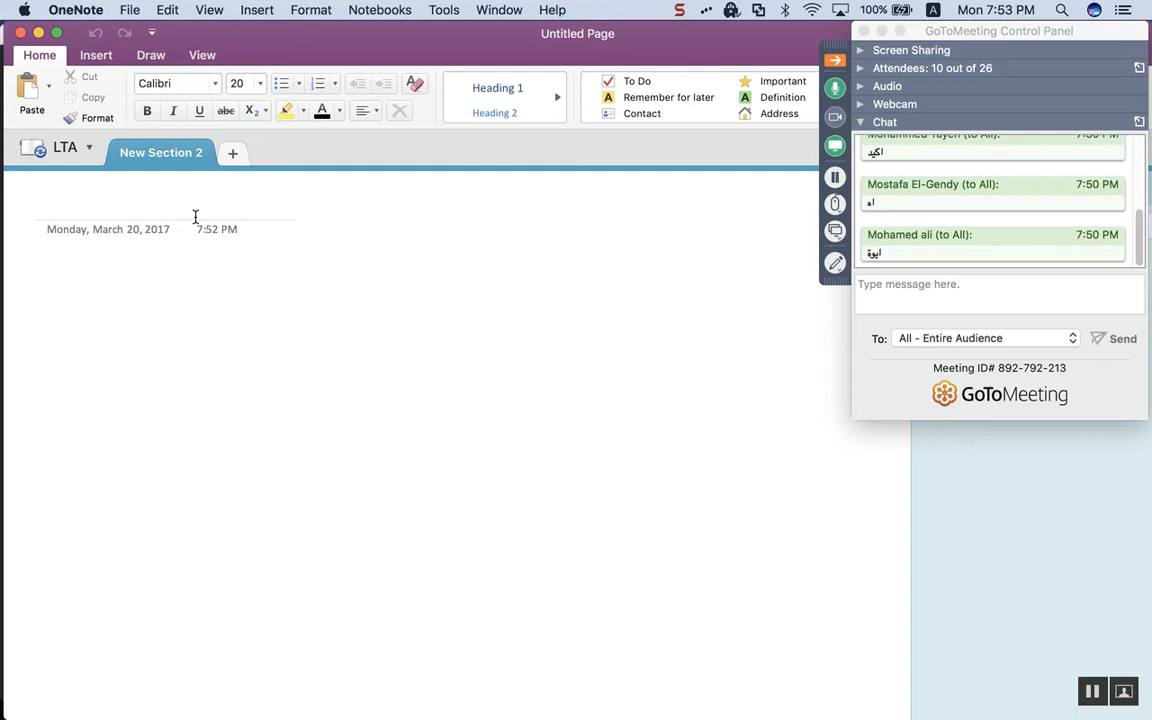 OneNote File Edit View Insert Format Notebooks Tools Window Help
100% A Mon 7:53 PM
Untitled Page
GoToMeeting Control Panel
Home Insert Draw View
Screen Sharing
Attendees: 10 out of 26
Audio
Webcam
Chat
Paste
Cut
Copy
Format
Calibri 20
B I U abc X2 A
Heading 1
Heading 2
To Do
Remember for later
Contact
Important
Definition
Address
LTA
New Section 2
Monday, March 20, 2017 7:52 PM
(to All):
اكيد
Mostafa El-Gendy (to All): 7:50 PM
اه
Mohamed ali (to All): 7:50 PM
ايوة
Type message here.
To: All - Entire Audience Send
Meeting ID# 892-792-213
GoToMeeting